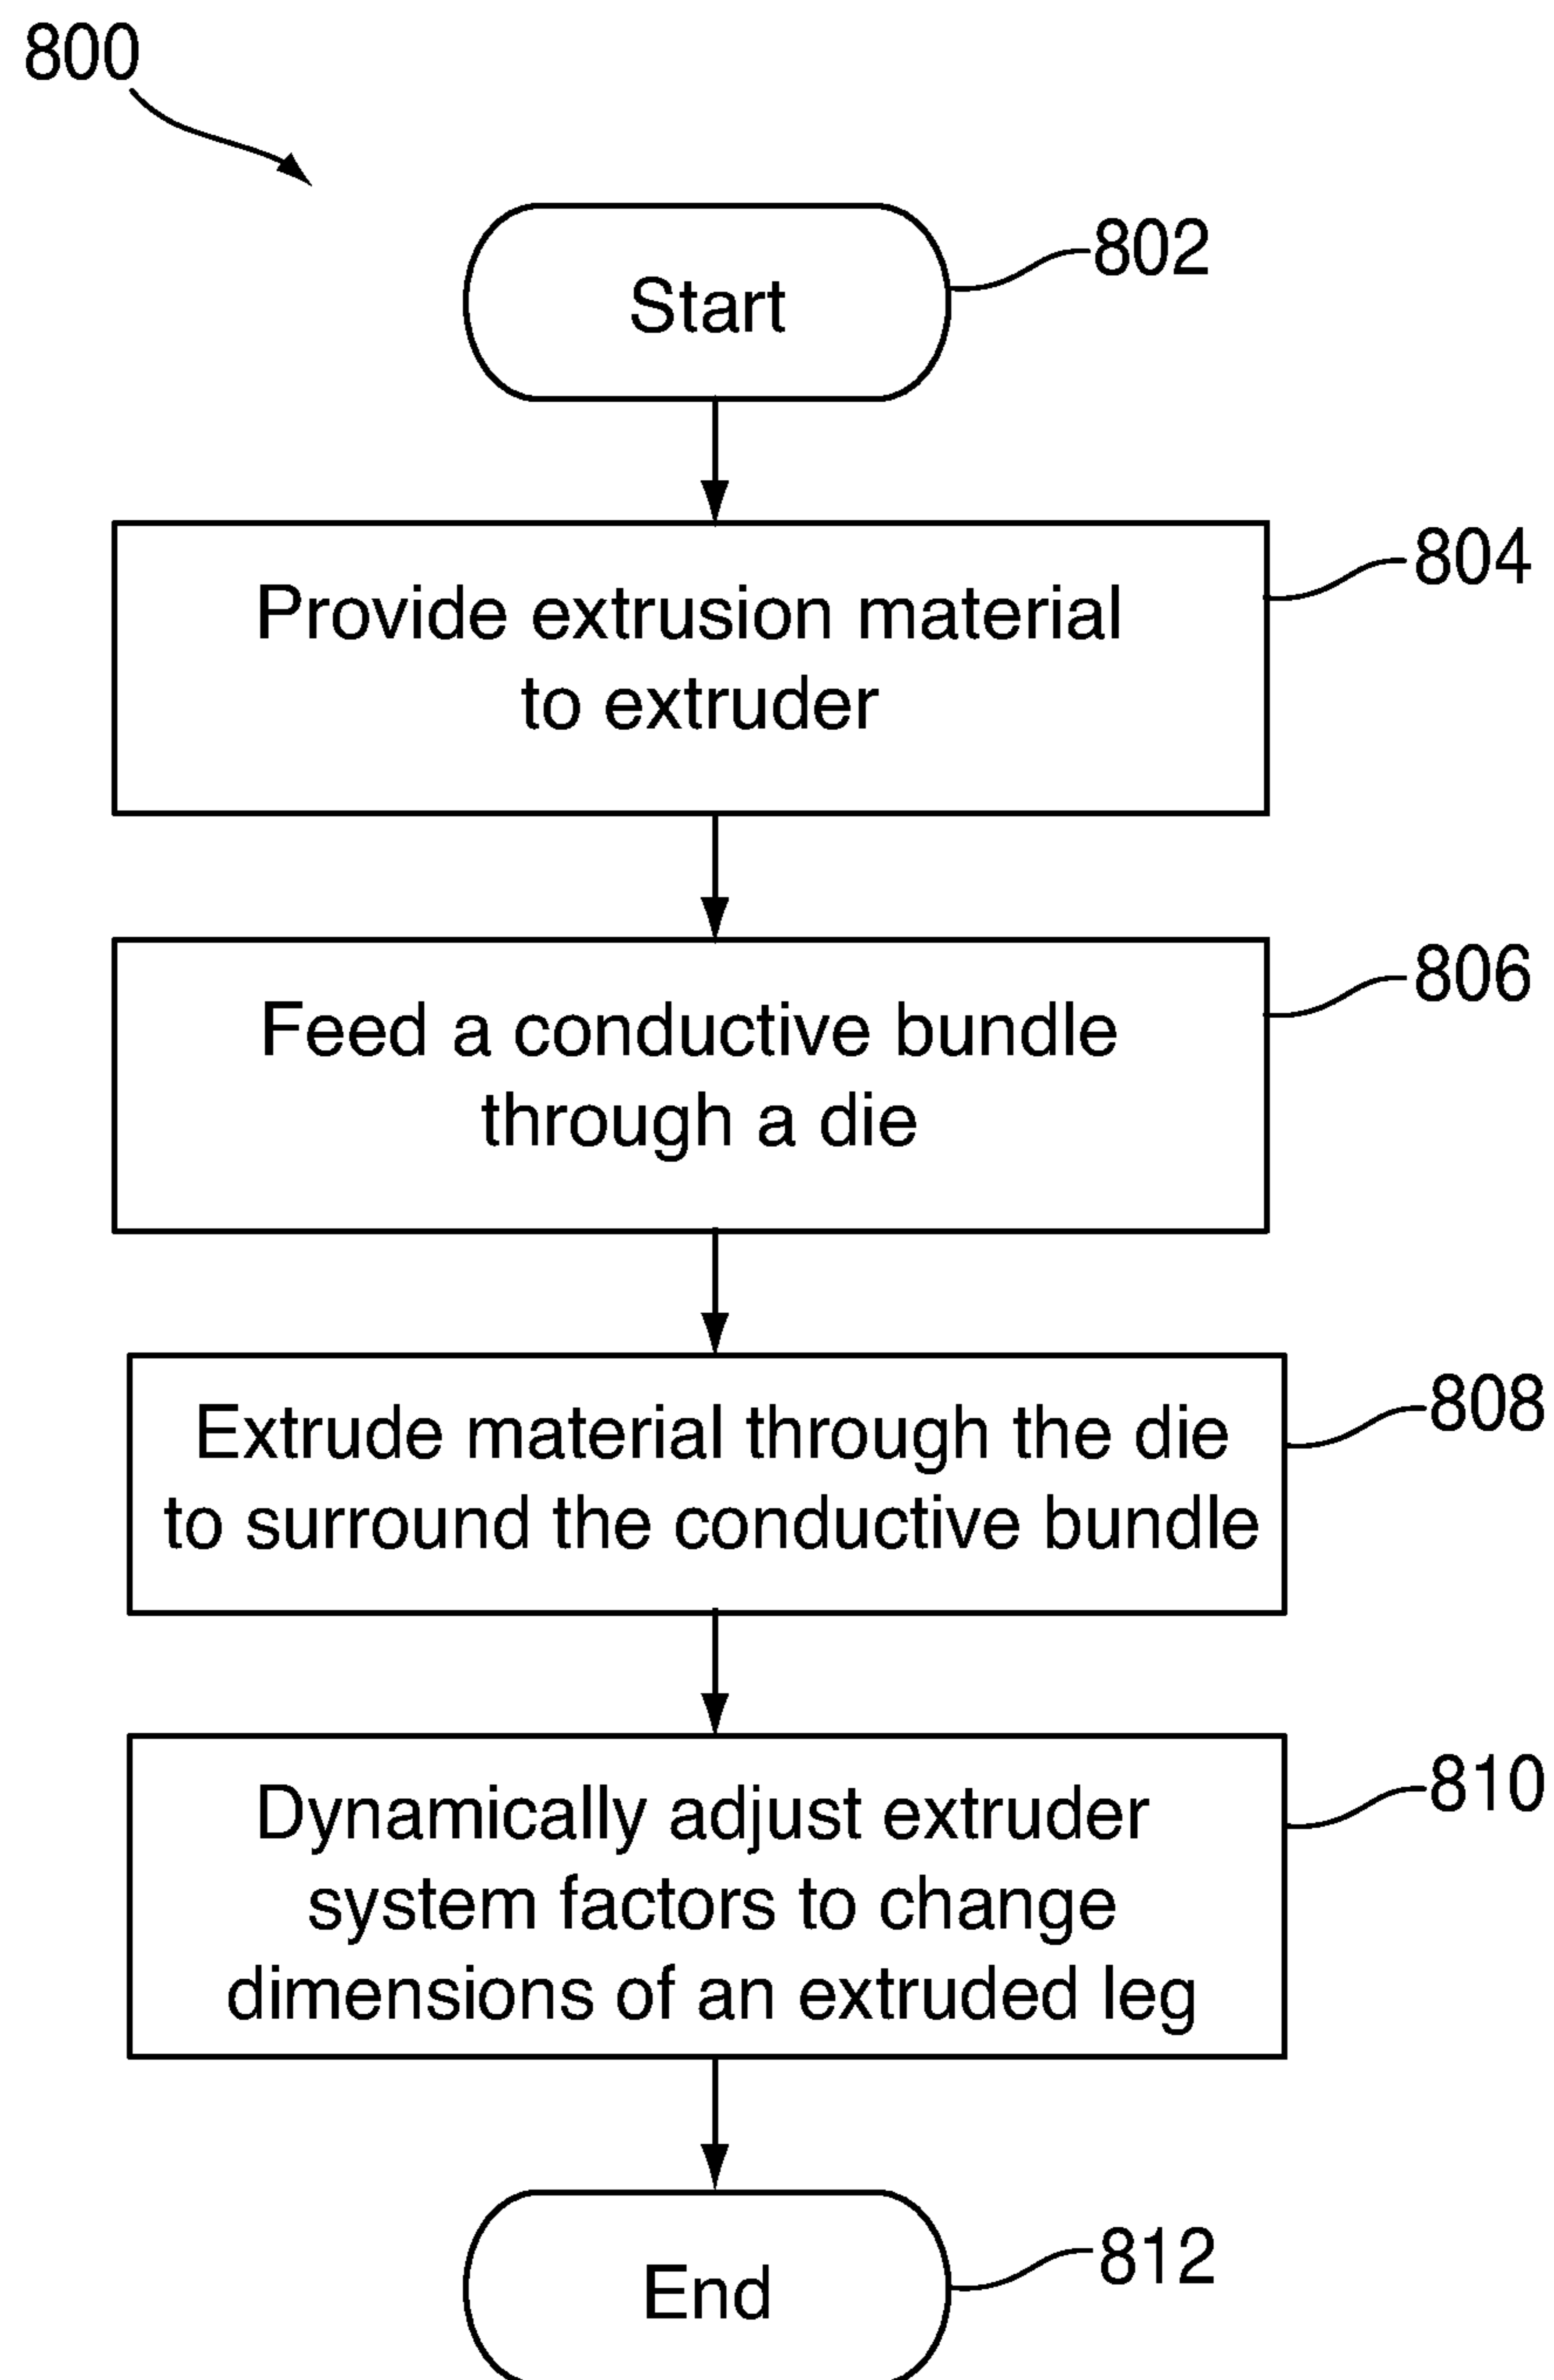 800
Start
802
Provide extrusion material
to extruder
804
Feed a conductive bundle
through a die
806
Extrude material through the die
to surround the conductive bundle
808
Dynamically adjust extruder
system factors to change
dimensions of an extruded leg
810
End
812